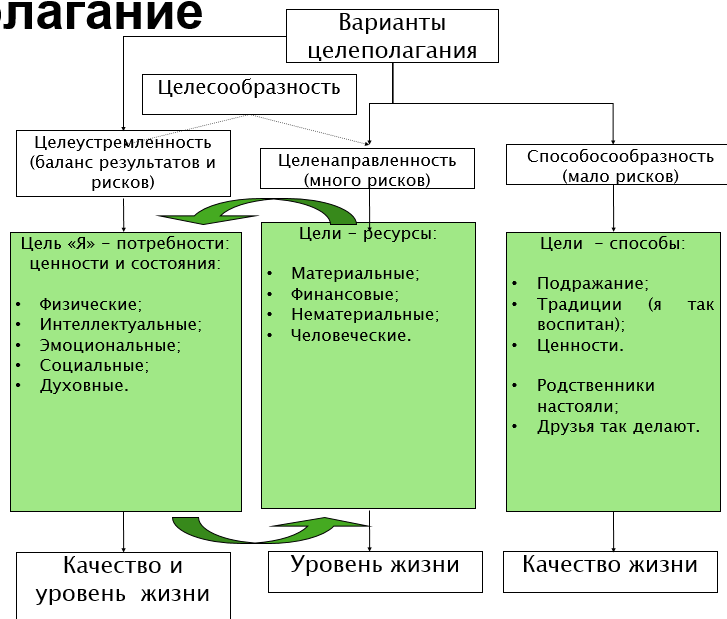 Варианты
целеполагания
Целесообразность
Целеустремленность
(баланс результатов и
рисков)
Целенаправленность
(много рисков)
Способосообразность
(мало рисков)
Цель «Я» – потребности:
ценности и состояния:
• Физические;
• Интеллектуальные;
• Эмоциональные;
• Социальные;
• Духовные.
Цели – ресурсы:
• Материальные;
• Финансовые;
• Нематериальные;
• Человеческие.
Цели – способы:
• Подражание;
• Традиции (я так
воспитан);
• Ценности.
• Родственники
настояли;
• Друзья так делают.
Качество и
уровень жизни
Уровень жизни
Качество жизни